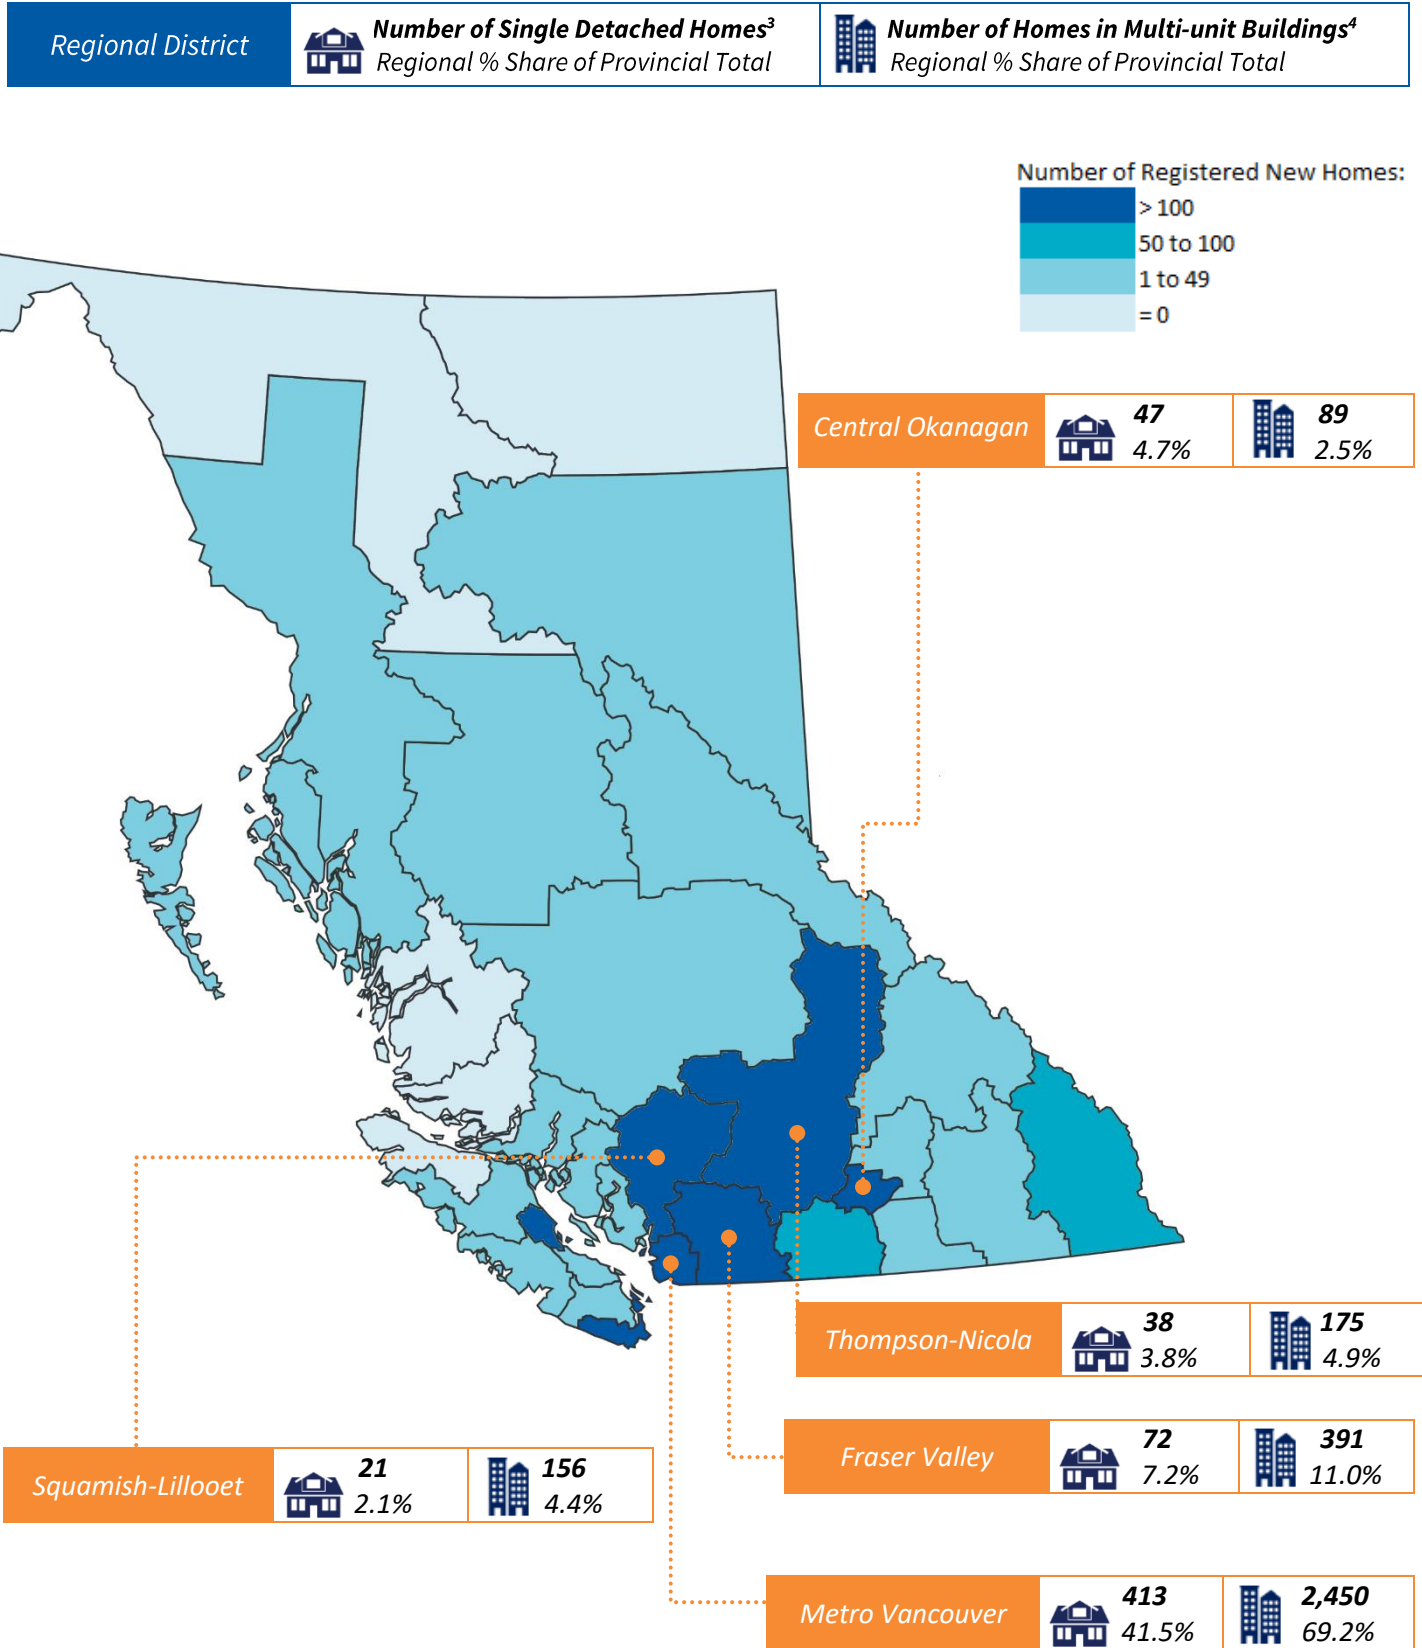 Regional District
Number of Single Detached Homes³
Regional % Share of Provincial Total
Number of Homes in Multi-unit Buildings⁴
Regional % Share of Provincial Total
Number of Registered New Homes:
> 100
50 to 100
1 to 49
= 0
Central Okanagan
47
4.7%
89
2.5%
Thompson-Nicola
38
3.8%
175
4.9%
Fraser Valley
72
7.2%
391
11.0%
Squamish-Lillooet
21
2.1%
156
4.4%
Metro Vancouver
413
41.5%
2,450
69.2%